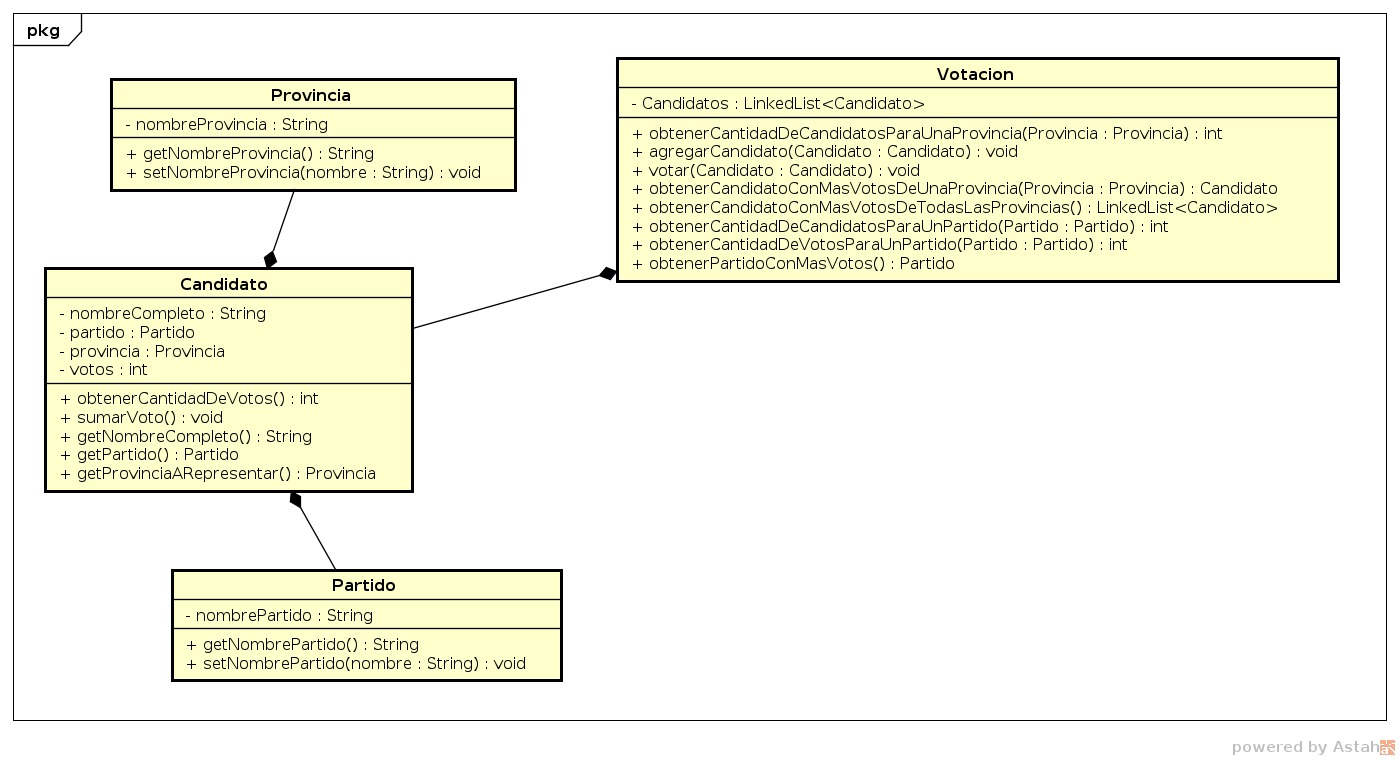 pkg
Provincia
- nombreProvincia : String
+ getNombreProvincia() : String
+ setNombreProvincia(nombre : String) : void
Votacion
- Candidatos : LinkedList<Candidato>
+ obtenerCantidadDeCandidatosParaUnaProvincia(Provincia : Provincia) : int
+ agregarCandidato(Candidato : Candidato) : void
+ votar(Candidato : Candidato) : void
+ obtenerCandidatoConMasVotosDeUnaProvincia(Provincia : Provincia) : Candidato
+ obtenerCandidatoConMasVotosDeTodasLasProvincias() : LinkedList<Candidato>
+ obtenerCantidadDeCandidatosParaUnPartido(Partido : Partido) : int
+ obtenerCantidadDeVotosParaUnPartido(Partido : Partido) : int
+ obtenerPartidoConMasVotos() : Partido
Candidato
- nombreCompleto : String
- partido : Partido
- provincia : Provincia
- votos : int
+ obtenerCantidadDeVotos() : int
+ sumarVoto() : void
+ getNombreCompleto() : String
+ getPartido() : Partido
+ getProvinciaARepresentar() : Provincia
Partido
- nombrePartido : String
+ getNombrePartido() : String
+ setNombrePartido(nombre : String) : void
powered by Astah